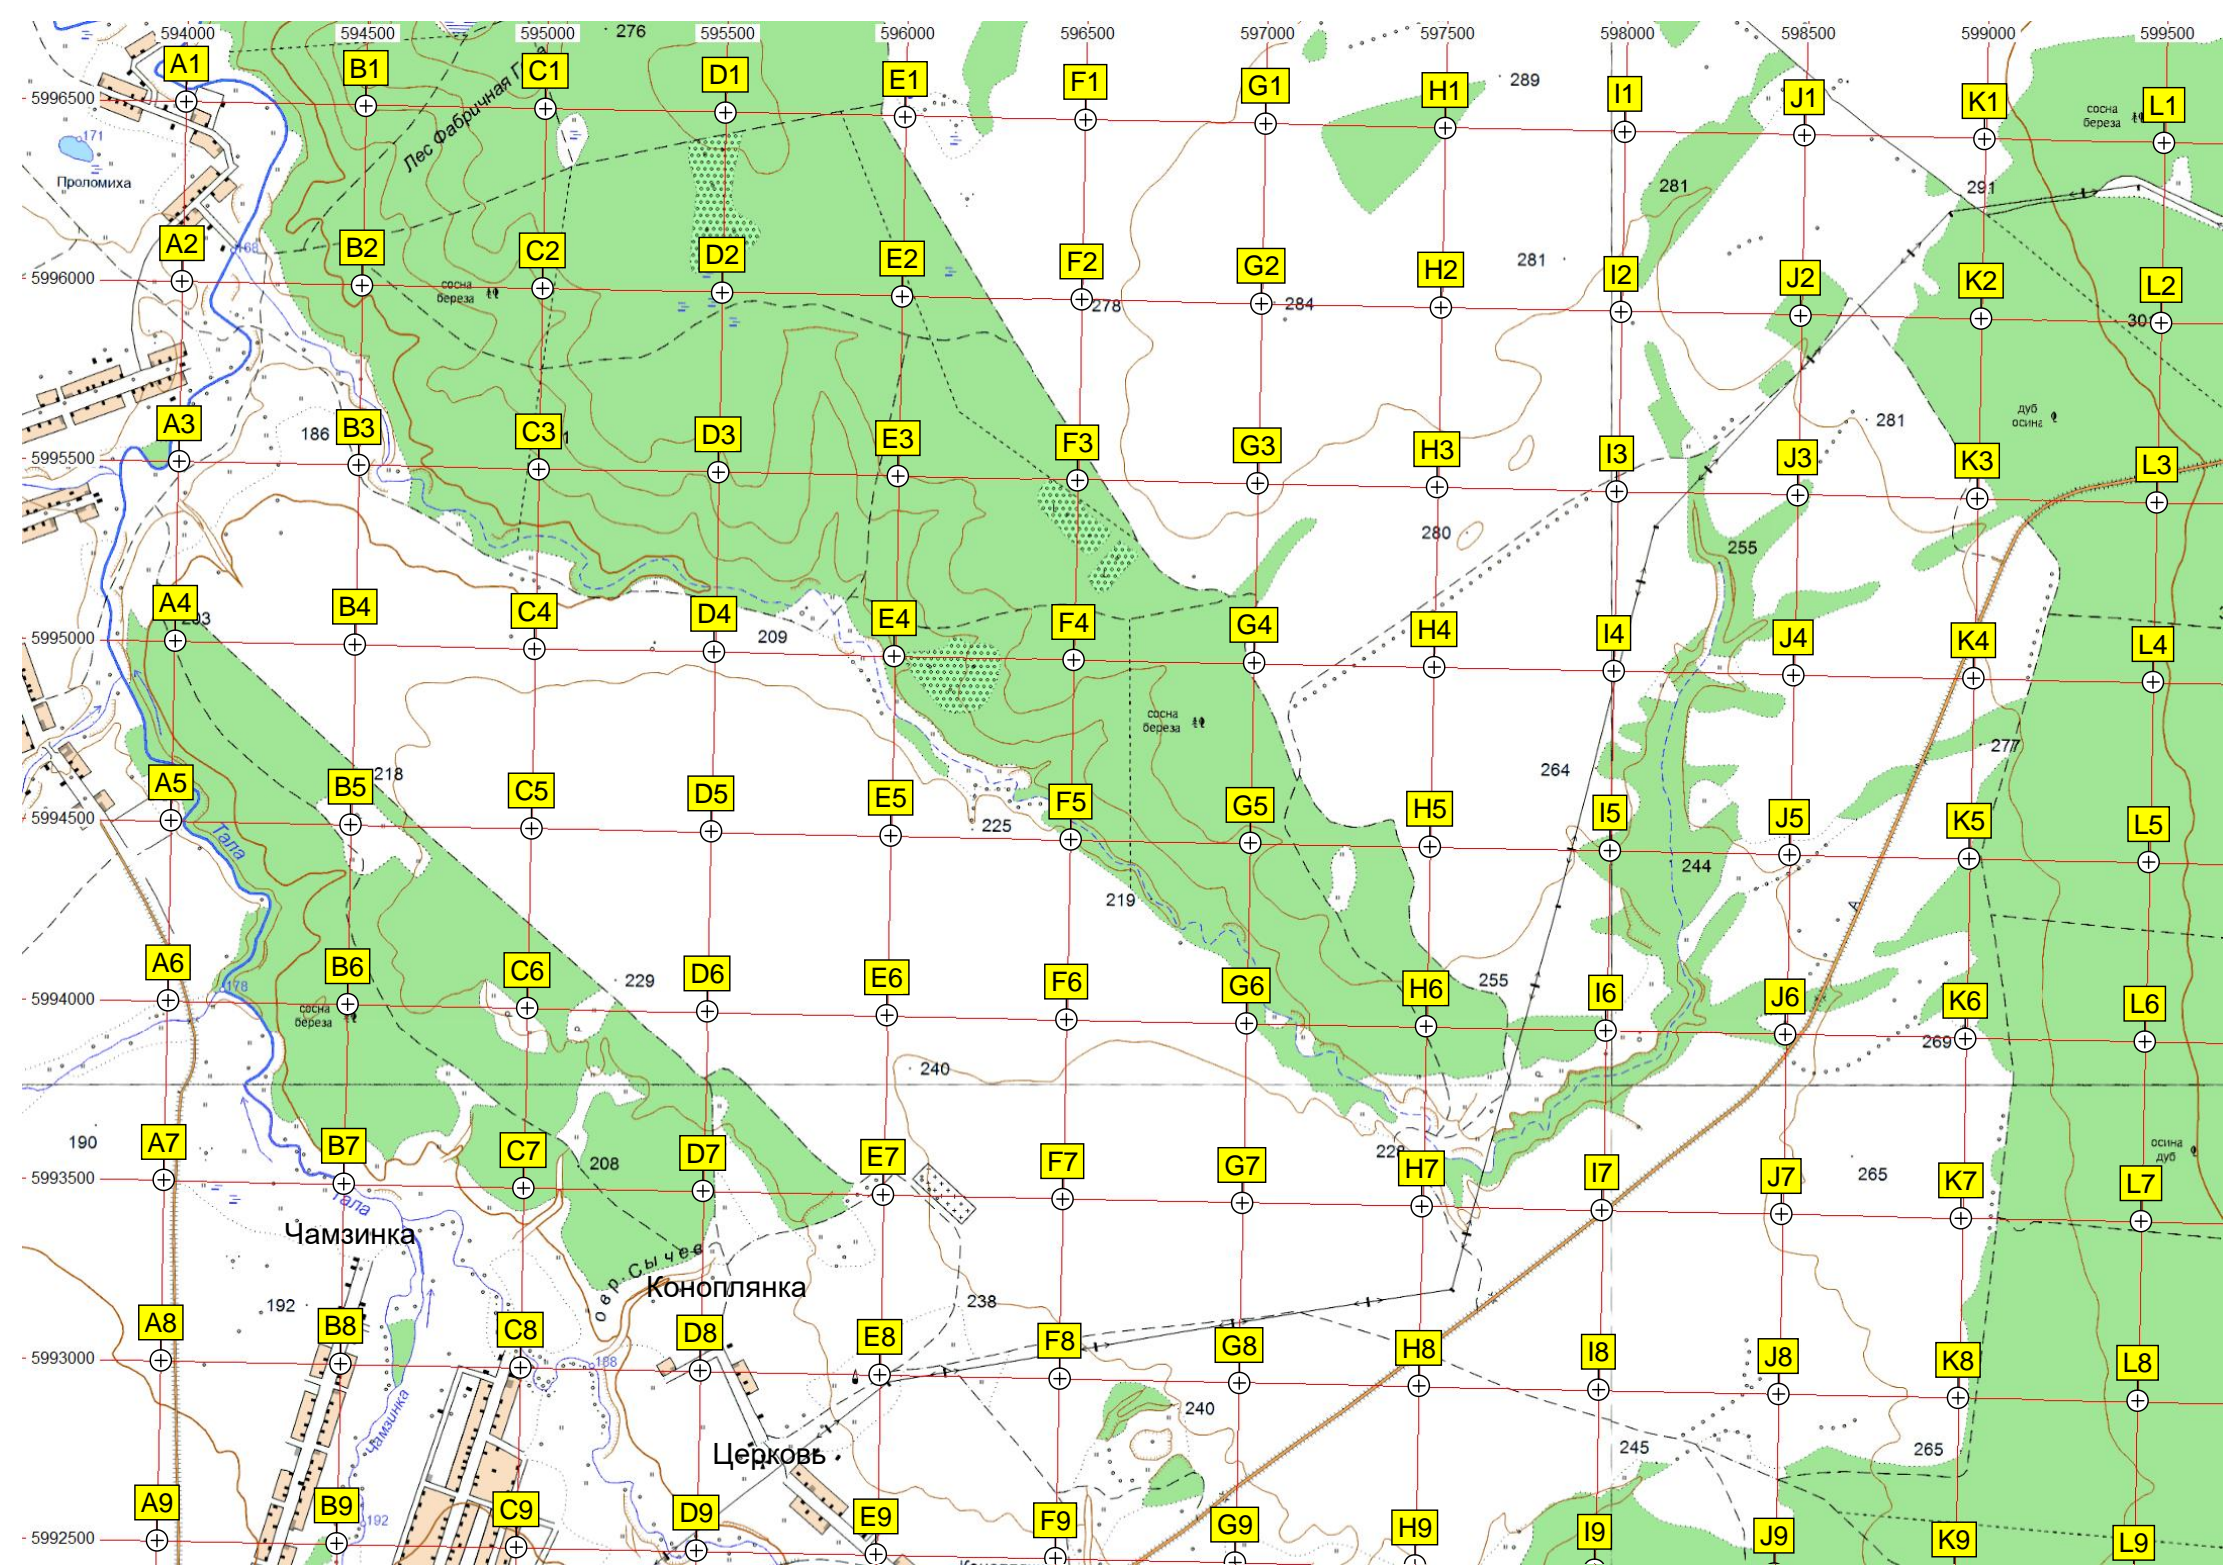 594000 594500 595000 595500 596000 596500 597000 597500 598000 598500 599000 599500
276
A1 B1 C1 D1 E1 F1 G1 H1 I1 J1 K1 L1
289
5996500
сосна
береза
171
Лес Фабричная
Проломиха
281
291
A2 B2 C2 D2 E2 F2 G2 H2 I2 J2 K2 L2
168
281
5996000
сосна
береза
278
284
дуб
осина
281
A3 B3 C3 D3 E3 F3 G3 H3 I3 J3 K3 L3
186
5995500
280
255
A4 B4 C4 D4 E4 F4 G4 H4 I4 J4 K4 L4
209
5995000
сосна
береза
277
264
218
A5 B5 C5 D5 E5 F5 G5 H5 I5 J5 K5 L5
5994500
225
Тала
244
219
A6 B6 C6 D6 E6 F6 G6 H6 I6 J6 K6 L6
229
255
178
5994000
сосна
береза
269
240
190
A7 B7 C7 D7 E7 F7 G7 H7 I7 J7 K7 L7
осина
дуб
208
265
5993500
Тала
Чамзинка
овр. Сычев
Коноплянка
192
238
A8 B8 C8 D8 E8 F8 G8 H8 I8 J8 K8 L8
5993000
188
240
Чамзинка
245
265
Церковь
A9 B9 C9 D9 E9 F9 G9 H9 I9 J9 K9 L9
192
5992500